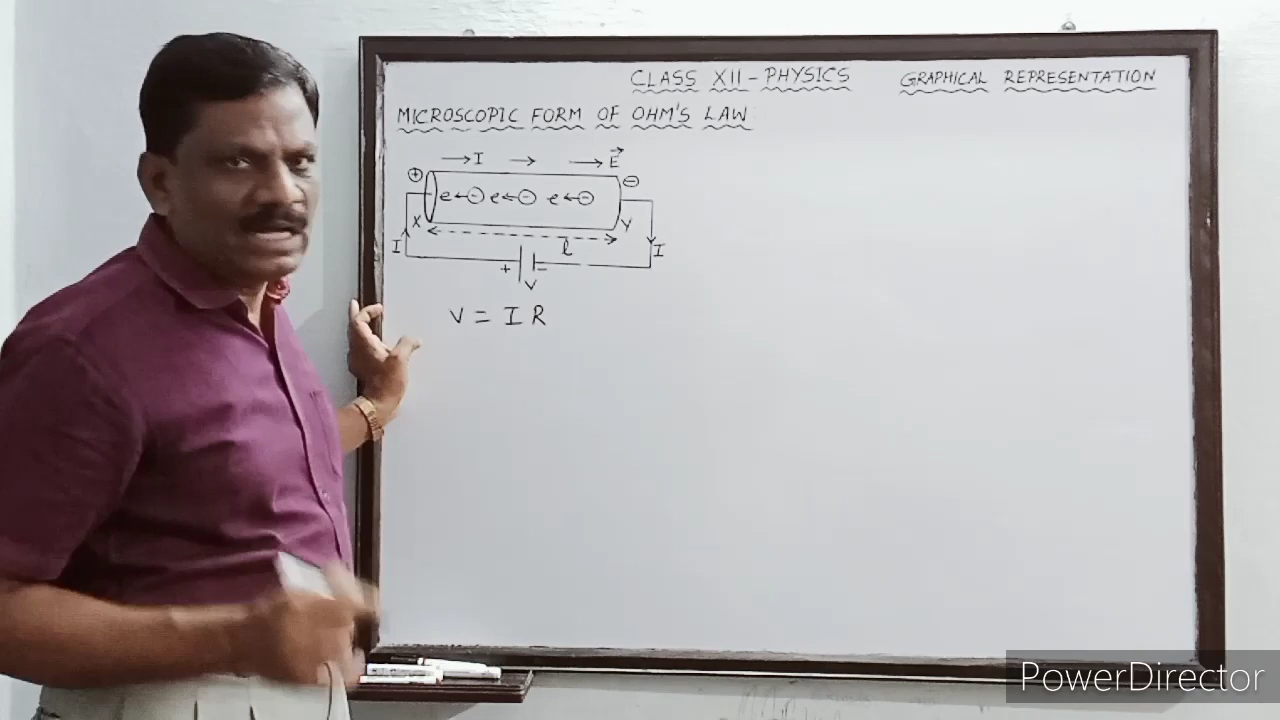 CLASS XII - PHYSICS GRAPHICAL REPRESENTATION
MICROSCOPIC FORM OF OHM'S LAW
→ I → → E⃗
⊕ e←⊖ e←⊖ e←⊖ ⊖
X Y
I l I
+ −
V
V = I R
PowerDirector